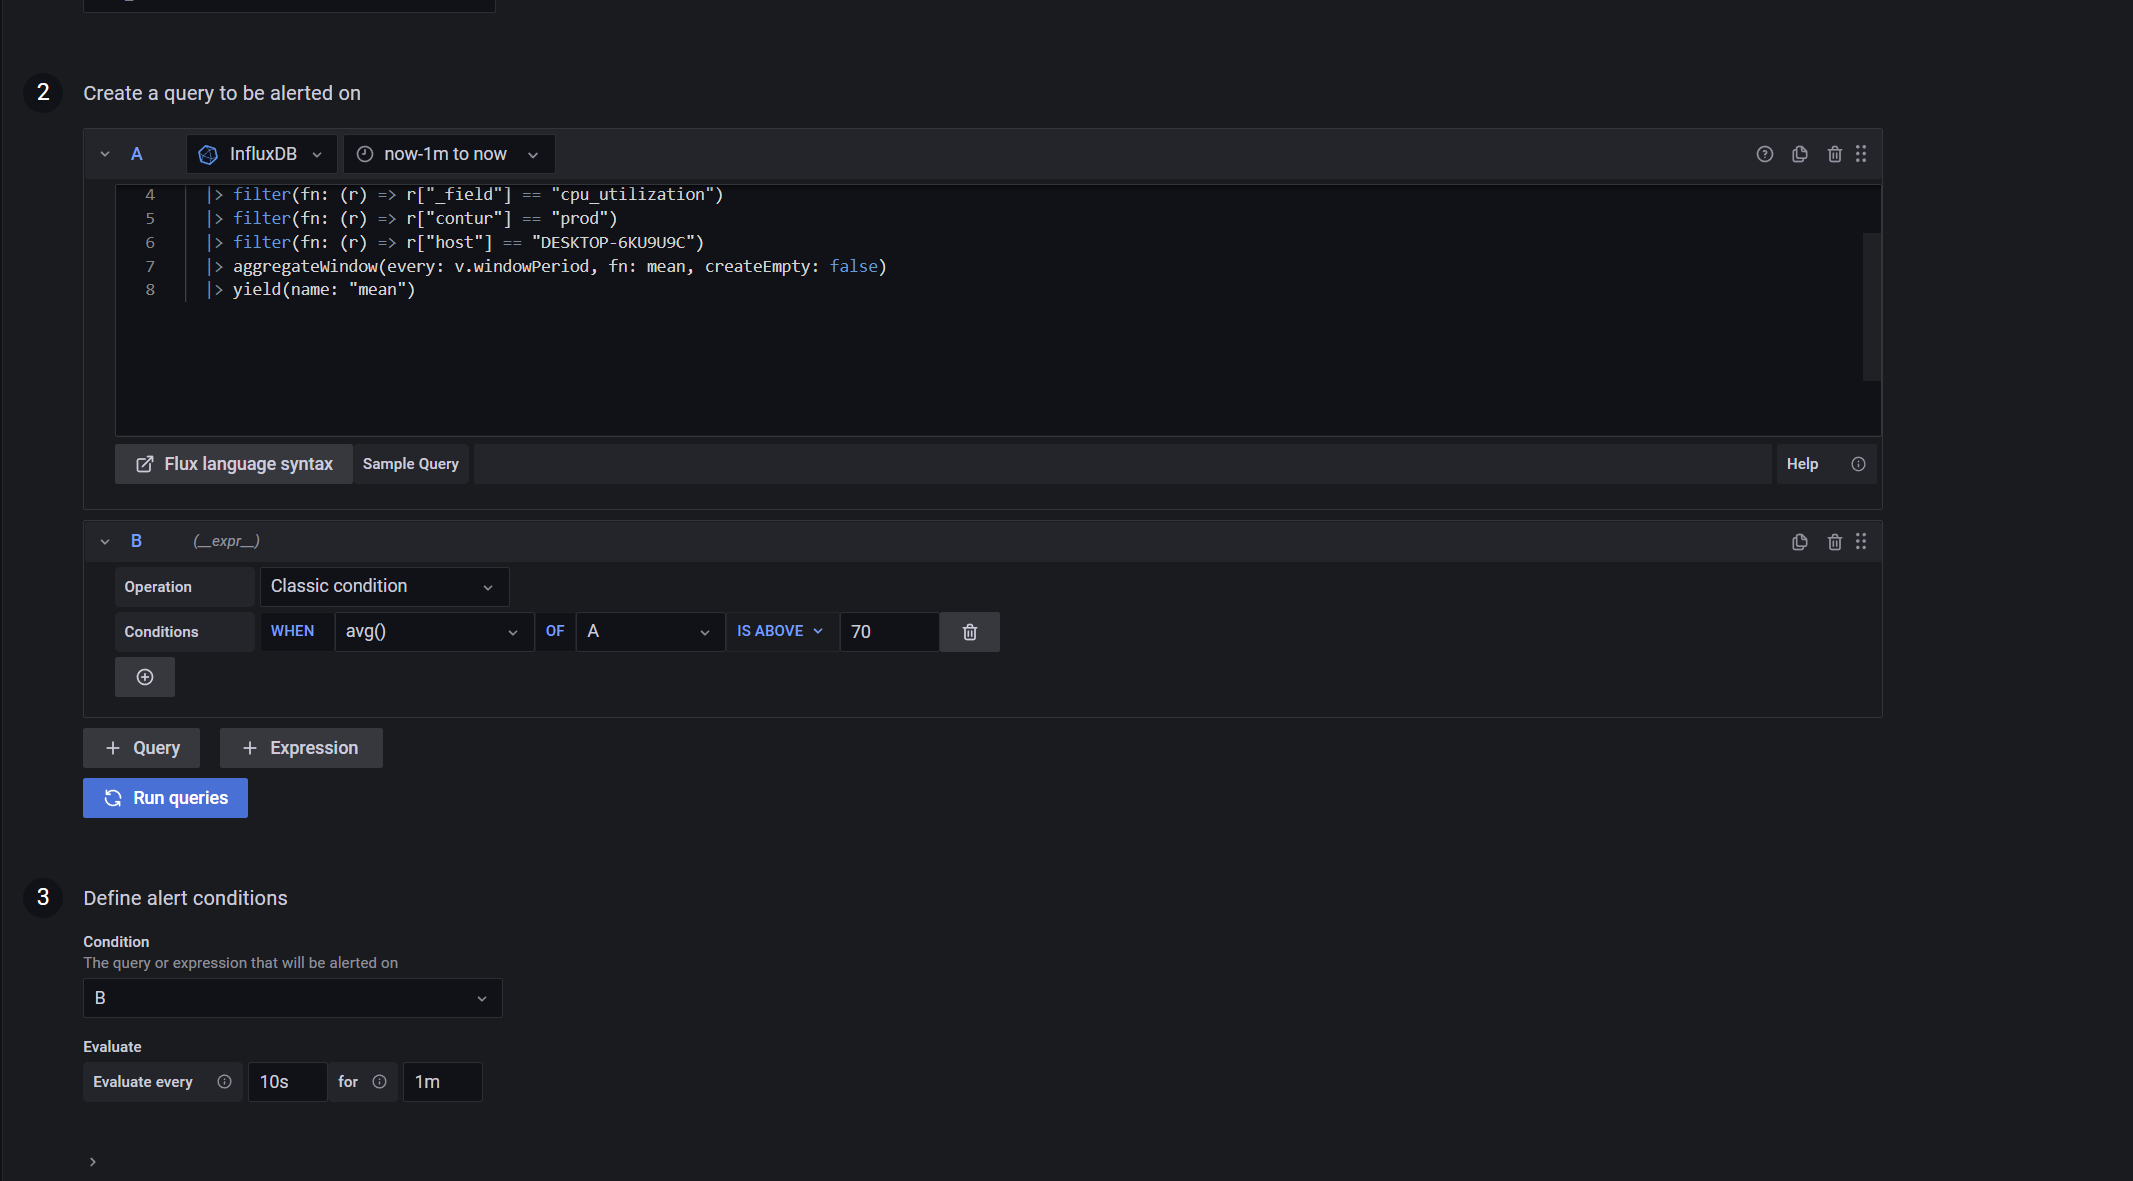 2 Create a query to be alerted on
A InfluxDB now-1m to now
4 |> filter(fn: (r) => r["_field"] == "cpu_utilization")
5 |> filter(fn: (r) => r["contur"] == "prod")
6 |> filter(fn: (r) => r["host"] == "DESKTOP-6KU9U9C")
7 |> aggregateWindow(every: v.windowPeriod, fn: mean, createEmpty: false)
8 |> yield(name: "mean")
Flux language syntax Sample Query Help
B (__expr__)
Operation Classic condition
Conditions WHEN avg() OF A IS ABOVE 70
+ Query + Expression
Run queries
3 Define alert conditions
Condition
The query or expression that will be alerted on
B
Evaluate
Evaluate every 10s for 1m